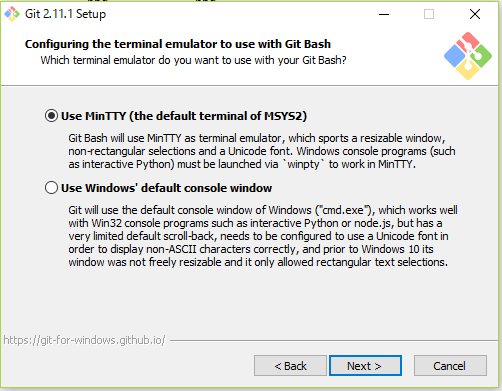 Git 2.11.1 Setup
Configuring the terminal emulator to use with Git Bash
Which terminal emulator do you want to use with your Git Bash?
Use MinTTY (the default terminal of MSYS2)
Git Bash will use MinTTY as terminal emulator, which sports a resizable window,
non-rectangular selections and a Unicode font. Windows console programs (such
as interactive Python) must be launched via `winpty` to work in MinTTY.
Use Windows' default console window
Git will use the default console window of Windows ("cmd.exe"), which works well
with Win32 console programs such as interactive Python or node.js, but has a
very limited default scroll-back, needs to be configured to use a Unicode font in
order to display non-ASCII characters correctly, and prior to Windows 10 its
window was not freely resizable and it only allowed rectangular text selections.
https://git-for-windows.github.io/
< Back
Next >
Cancel